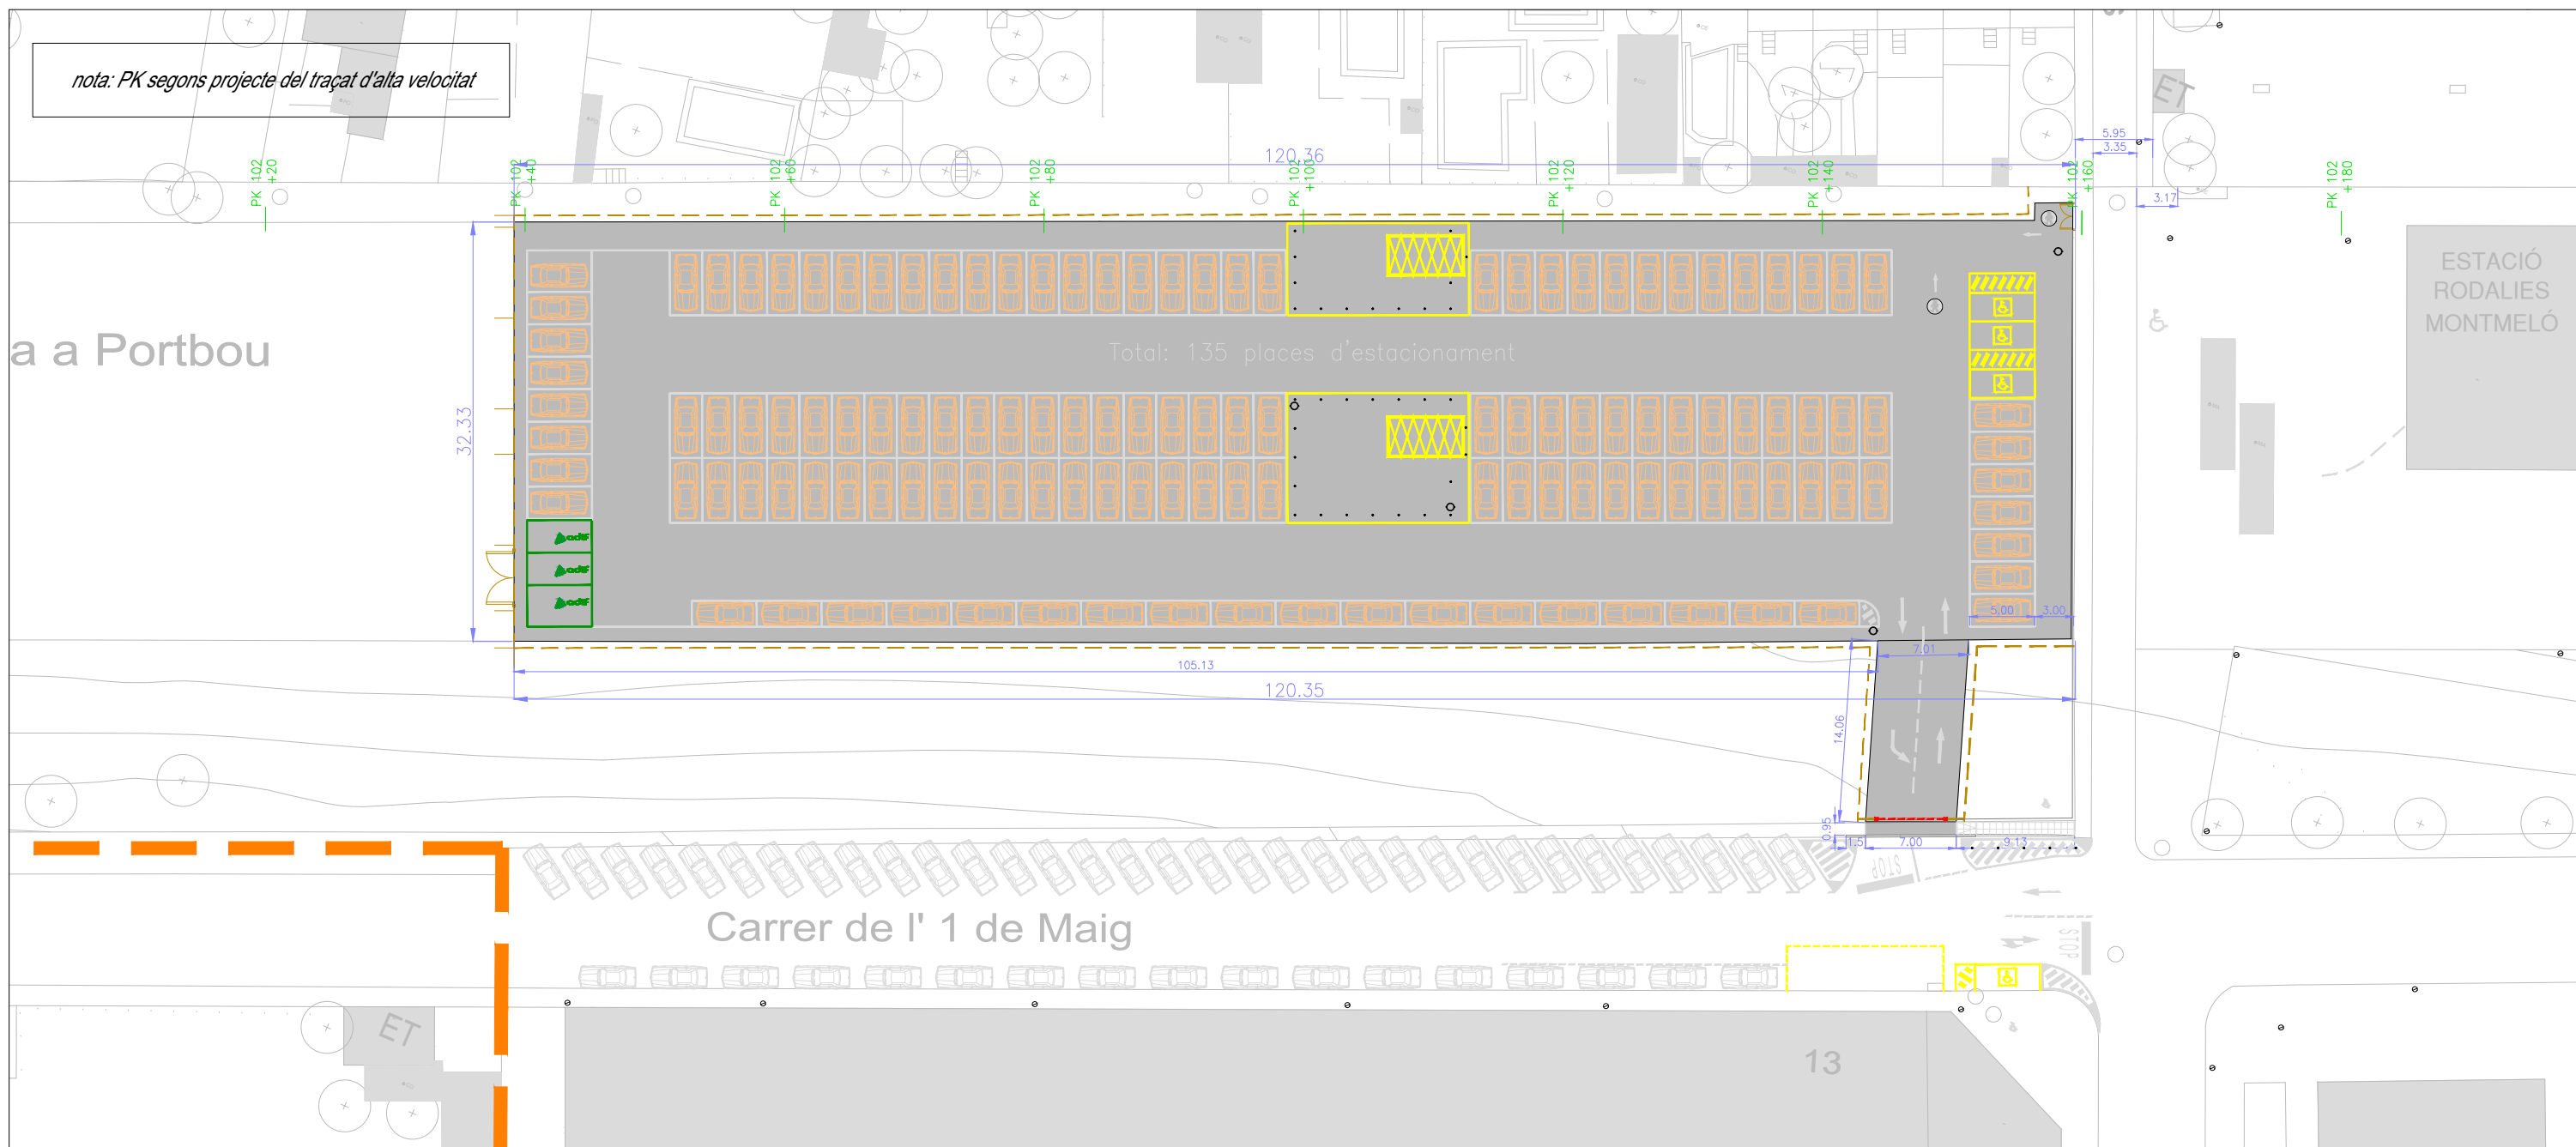 nota: PK segons projecte del traçat d'alta velocitat
ET
5.95
3.35
120.36
PK 102
+20
PK 102
+40
PK 102
+60
PK 102
+80
PK 102
+100
PK 102
+120
PK 102
+140
PK 102
+160
PK 102
+180
3.17
ESTACIÓ
RODALIES
MONTMELÓ
a a Portbou
Total: 135 places d'estacionament
32.33
adif
adif
adif
5.00
3.00
7.01
105.13
120.35
14.06
0.95
1.5
7.00
9.13
STOP
Carrer de l' 1 de Maig
STOP
ET
13